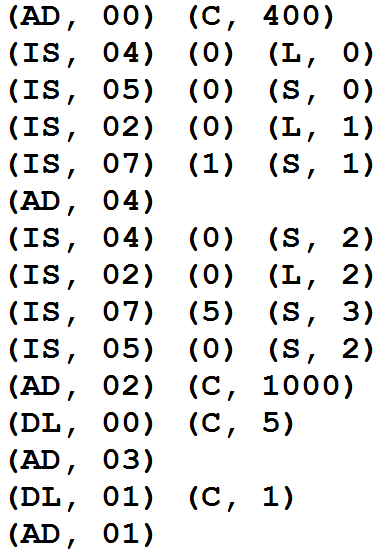 (AD, 00) (C, 400)
(IS, 04) (0) (L, 0)
(IS, 05) (0) (S, 0)
(IS, 02) (0) (L, 1)
(IS, 07) (1) (S, 1)
(AD, 04)
(IS, 04) (0) (S, 2)
(IS, 02) (0) (L, 2)
(IS, 07) (5) (S, 3)
(IS, 05) (0) (S, 2)
(AD, 02) (C, 1000)
(DL, 00) (C, 5)
(AD, 03)
(DL, 01) (C, 1)
(AD, 01)